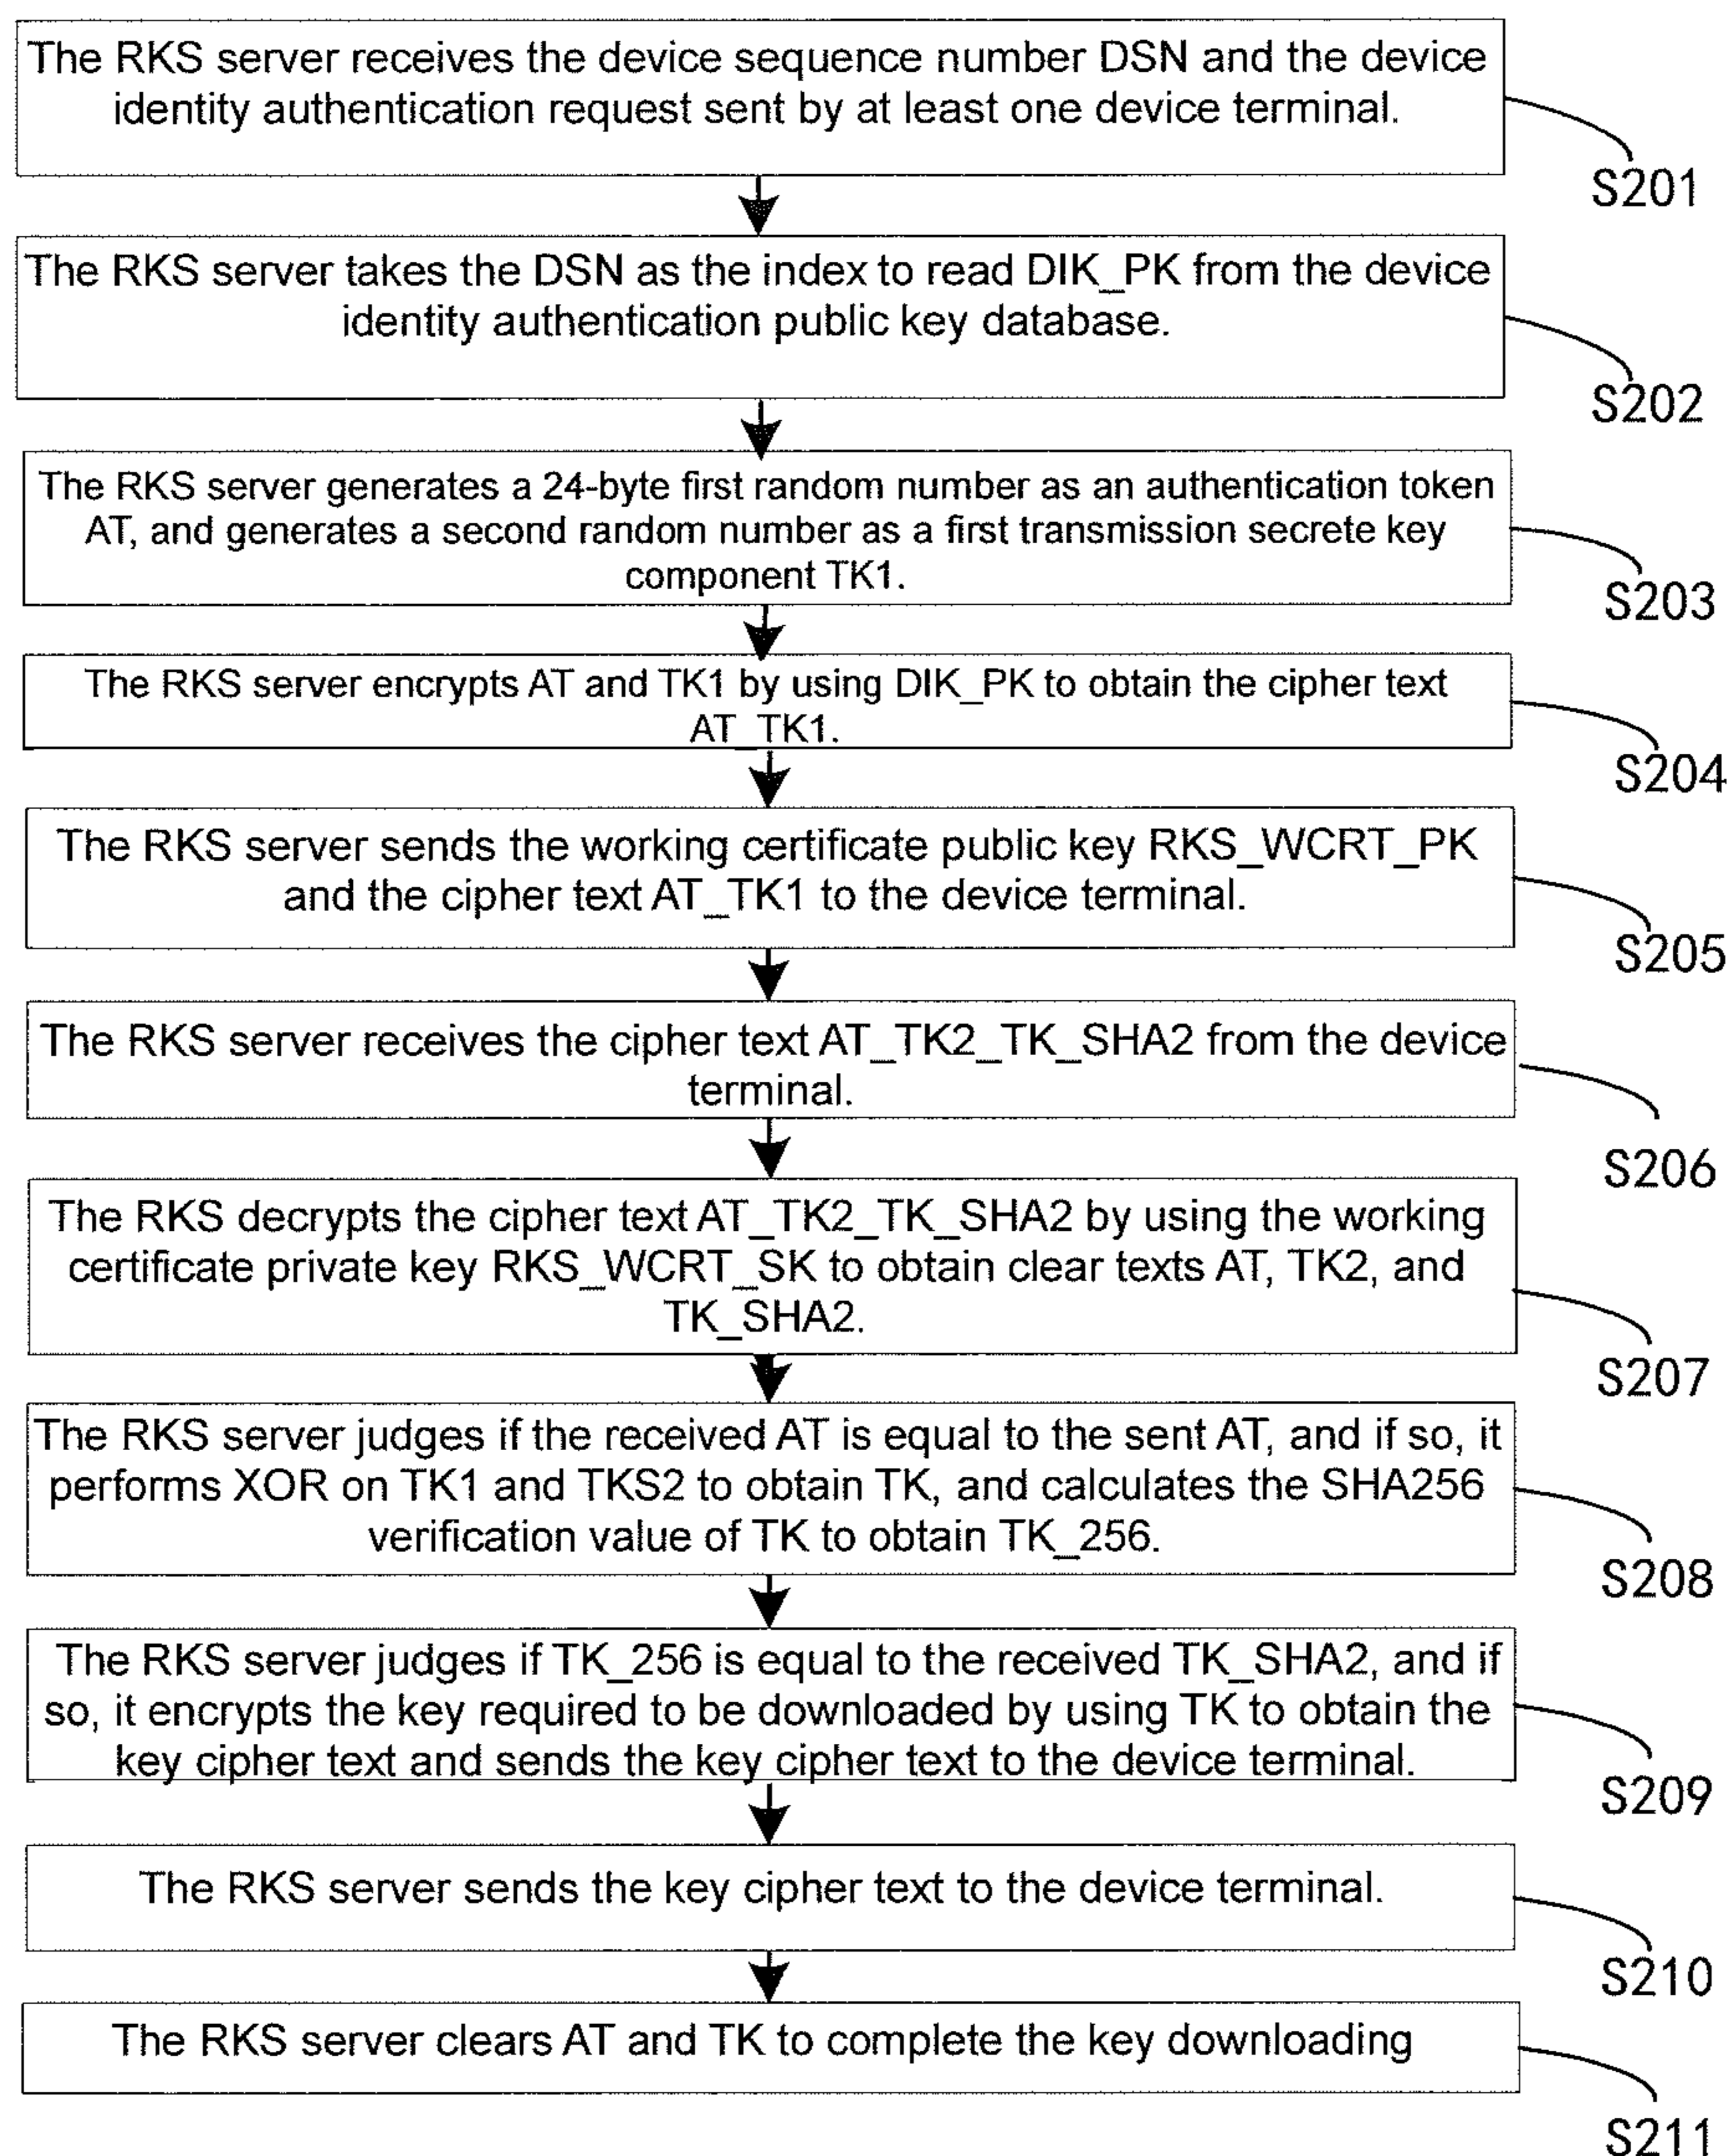 The RKS server receives the device sequence number DSN and the device
identity authentication request sent by at least one device terminal.
S201
The RKS server takes the DSN as the index to read DIK_PK from the device
identity authentication public key database.
S202
The RKS server generates a 24-byte first random number as an authentication token
AT, and generates a second random number as a first transmission secrete key
component TK1.
S203
The RKS server encrypts AT and TK1 by using DIK_PK to obtain the cipher text
AT_TK1.
S204
The RKS server sends the working certificate public key RKS_WCRT_PK
and the cipher text AT_TK1 to the device terminal.
S205
The RKS server receives the cipher text AT_TK2_TK_SHA2 from the device
terminal.
S206
The RKS decrypts the cipher text AT_TK2_TK_SHA2 by using the working
certificate private key RKS_WCRT_SK to obtain clear texts AT, TK2, and
TK_SHA2.
S207
The RKS server judges if the received AT is equal to the sent AT, and if so, it
performs XOR on TK1 and TKS2 to obtain TK, and calculates the SHA256
verification value of TK to obtain TK_256.
S208
The RKS server judges if TK_256 is equal to the received TK_SHA2, and if
so, it encrypts the key required to be downloaded by using TK to obtain the
key cipher text and sends the key cipher text to the device terminal.
S209
The RKS server sends the key cipher text to the device terminal.
S210
The RKS server clears AT and TK to complete the key downloading
S211